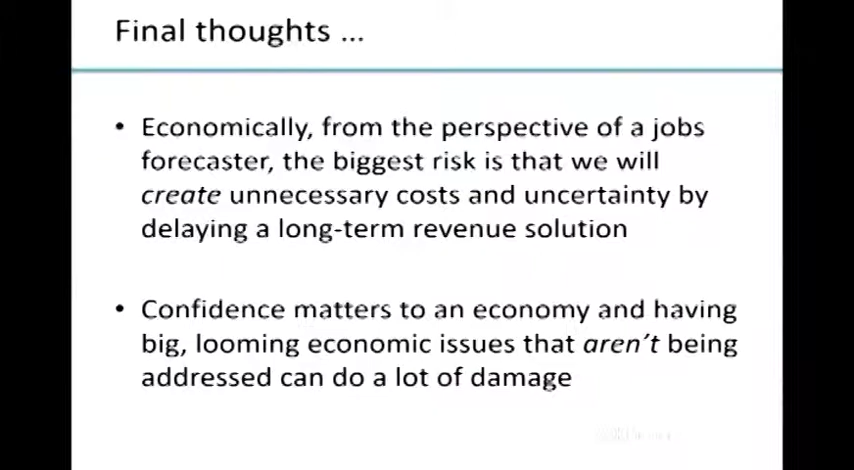 Final thoughts ...
• Economically, from the perspective of a jobs
forecaster, the biggest risk is that we will
create unnecessary costs and uncertainty by
delaying a long-term revenue solution
• Confidence matters to an economy and having
big, looming economic issues that aren't being
addressed can do a lot of damage